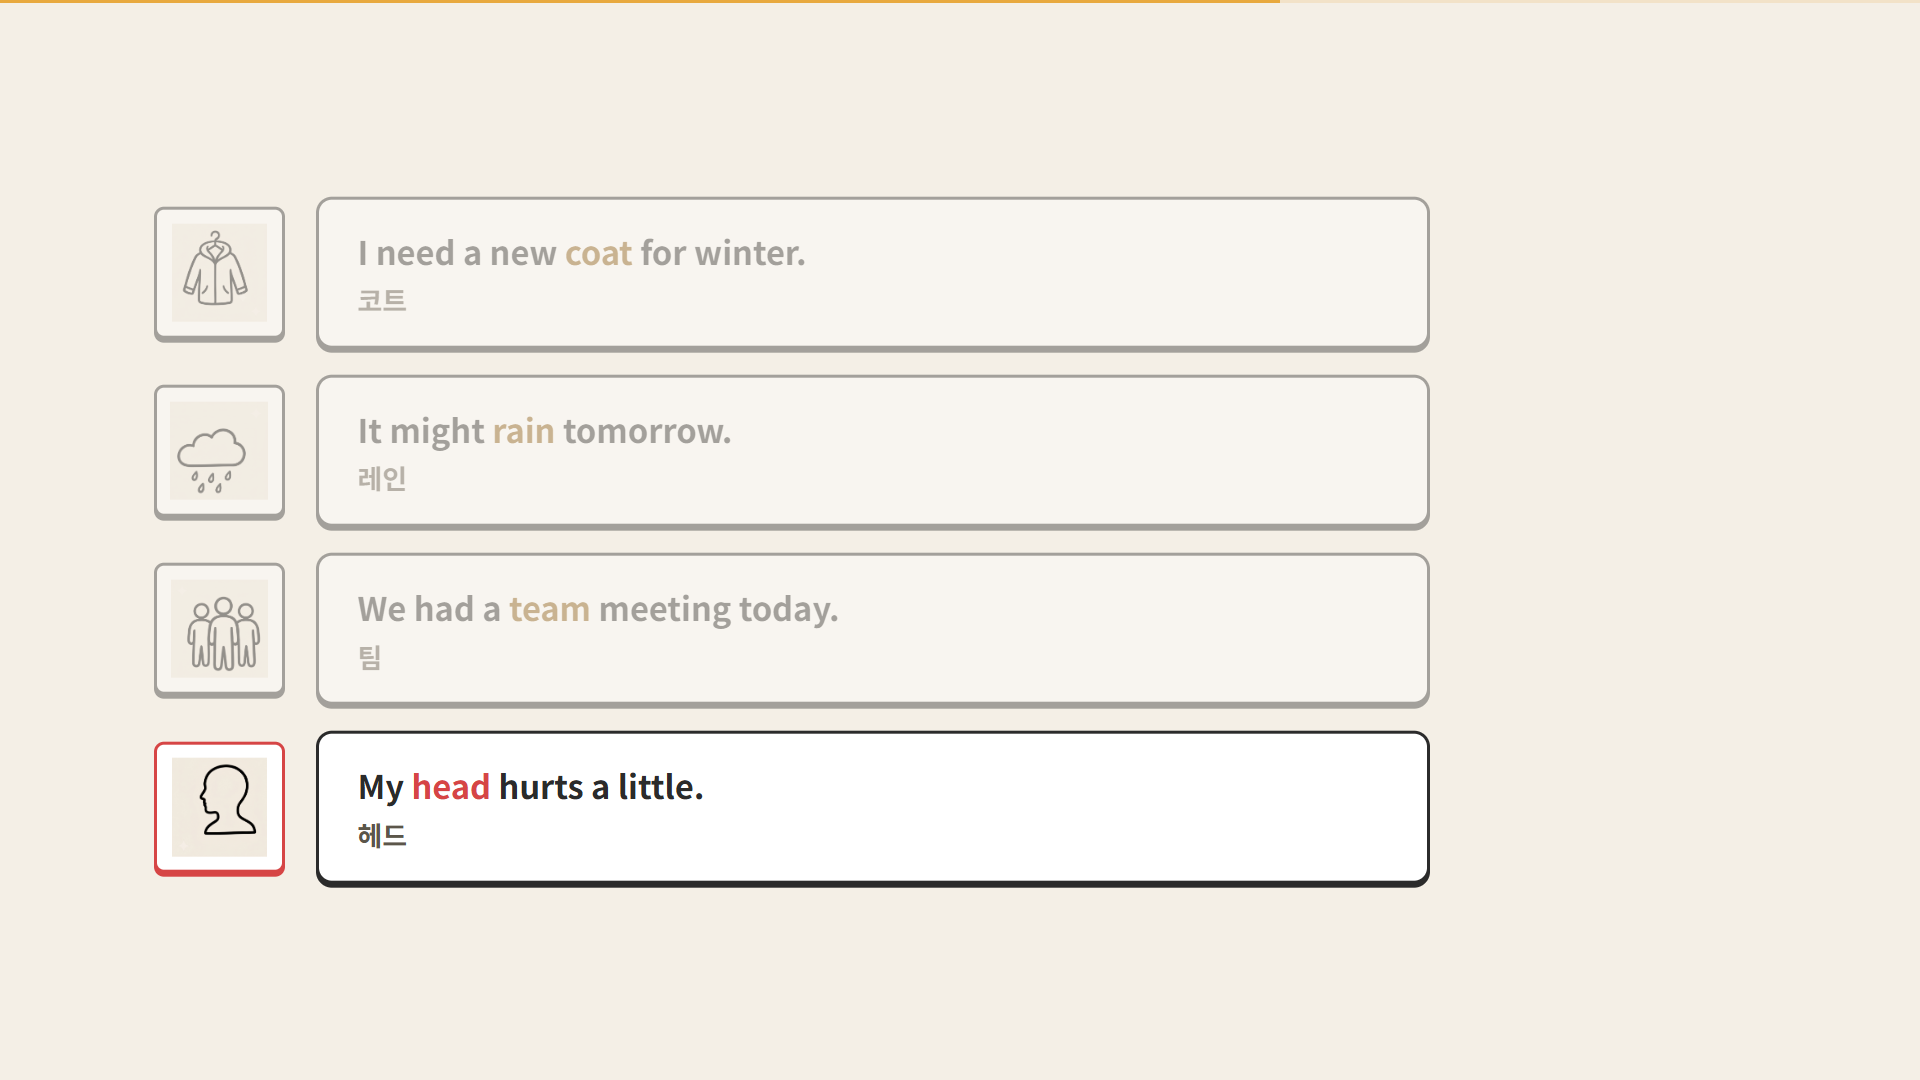 I need a new coat for winter.
코트
It might rain tomorrow.
레인
We had a team meeting today.
팀
My head hurts a little.
헤드